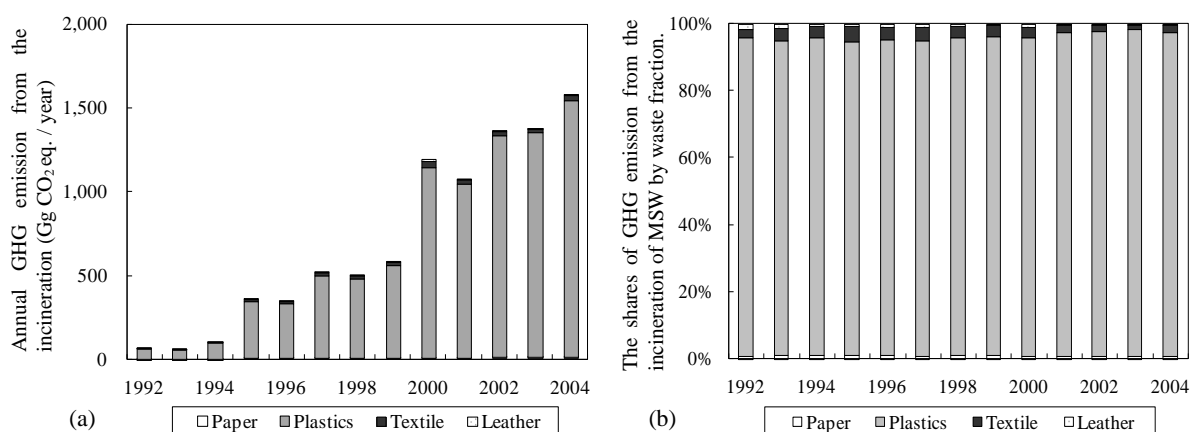 Annual GHG emission from the
incineration (Gg CO₂ eq. / year)
2,000
1,500
1,000
500
0
1992
1994
1996
1998
2000
2002
2004
(a)
Paper
Plastics
Textile
Leather
The shares of GHG emission from the
incineration of MSW by waste fraction.
100%
80%
60%
40%
20%
0%
1992
1994
1996
1998
2000
2002
2004
(b)
Paper
Plastics
Textile
Leather